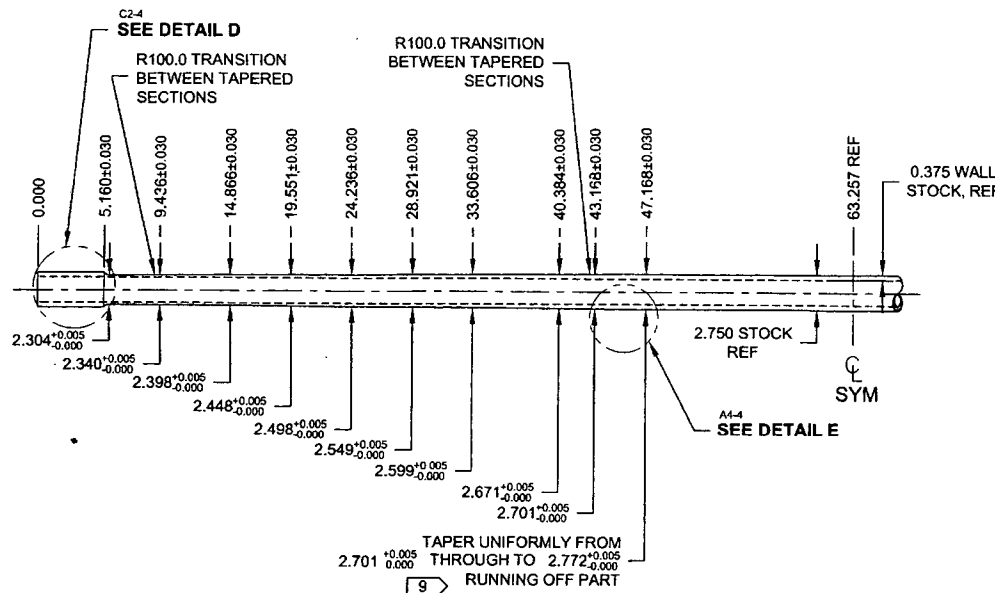 C2-4
SEE DETAIL D
R100.0 TRANSITION
BETWEEN TAPERED
SECTIONS
R100.0 TRANSITION
BETWEEN TAPERED
SECTIONS
0.000
5.160±0.030
9.436±0.030
14.866±0.030
19.551±0.030
24.236±0.030
28.921±0.030
33.606±0.030
40.384±0.030
43.168±0.030
47.168±0.030
63.267 REF
0.375 WALL
STOCK, REF
2.304 +0.005 -0.000
2.340 +0.005 -0.000
2.398 +0.005 -0.000
2.448 +0.005 -0.000
2.498 +0.005 -0.000
2.549 +0.005 -0.000
2.599 +0.005 -0.000
2.671 +0.005 -0.000
2.701 +0.005 -0.000
2.750 STOCK
REF
℄
SYM
A4-4
SEE DETAIL E
TAPER UNIFORMLY FROM
2.701 +0.005 0.000 THROUGH TO 2.772 +0.005 -0.000
RUNNING OFF PART
9